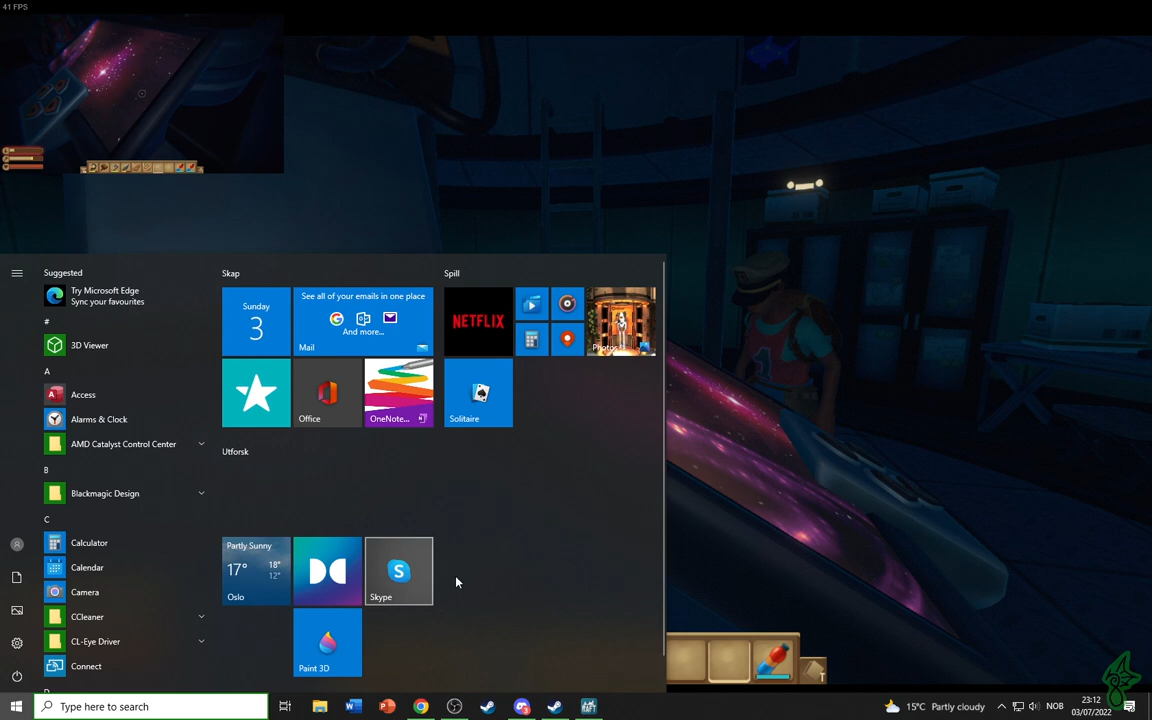 41 FPS
Suggested
Try Microsoft Edge
Sync your favourites
#
3D Viewer
A
Access
Alarms & Clock
AMD Catalyst Control Center
B
Blackmagic Design
C
Calculator
Calendar
Camera
CCleaner
CL-Eye Driver
Connect
Skap
Sunday
3
See all of your emails in one place
And more...
Mail
Office
OneNote...
Utforsk
Partly Sunny
17°
18°
12°
Oslo
Skype
Paint 3D
Spill
NETFLIX
Photos
Solitaire
T
Type here to search
15°C Partly cloudy
NOB
23:12
03/07/2022